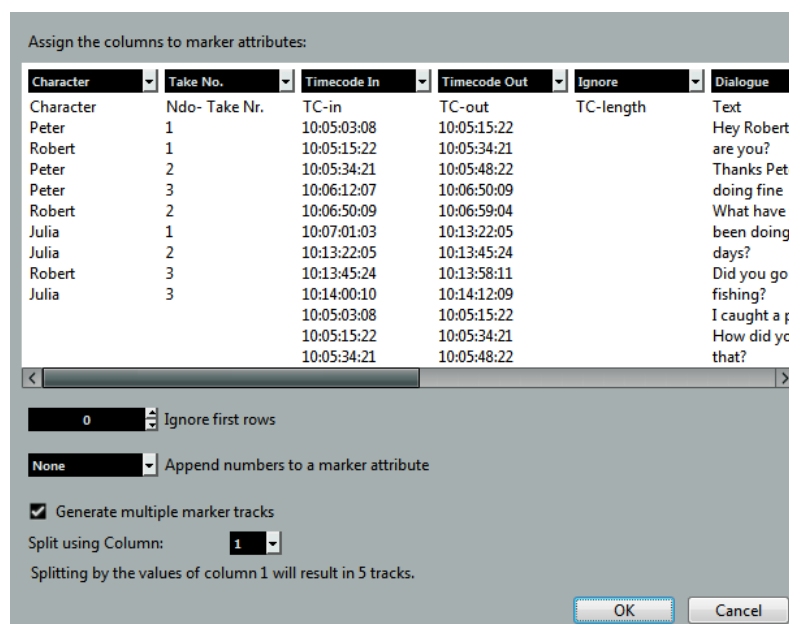 Assign the columns to marker attributes:
Character Take No. Timecode In Timecode Out Ignore Dialogue
Character Ndo- Take Nr. TC-in TC-out TC-length Text
Peter 1 10:05:03:08 10:05:15:22 Hey Robert
Robert 1 10:05:15:22 10:05:34:21 are you?
Peter 2 10:05:34:21 10:05:48:22 Thanks Pet
Peter 3 10:06:12:07 10:06:50:09 doing fine
Robert 2 10:06:50:09 10:06:59:04 What have
Julia 1 10:07:01:03 10:13:22:05 been doing
Julia 2 10:13:22:05 10:13:45:24 days?
Robert 3 10:13:45:24 10:13:58:11 Did you go
Julia 3 10:14:00:10 10:14:12:09 fishing?
10:05:03:08 10:05:15:22 I caught a p
10:05:15:22 10:05:34:21 How did yo
10:05:34:21 10:05:48:22 that?
0 Ignore first rows
None Append numbers to a marker attribute
Generate multiple marker tracks
Split using Column: 1
Splitting by the values of column 1 will result in 5 tracks.
OK Cancel